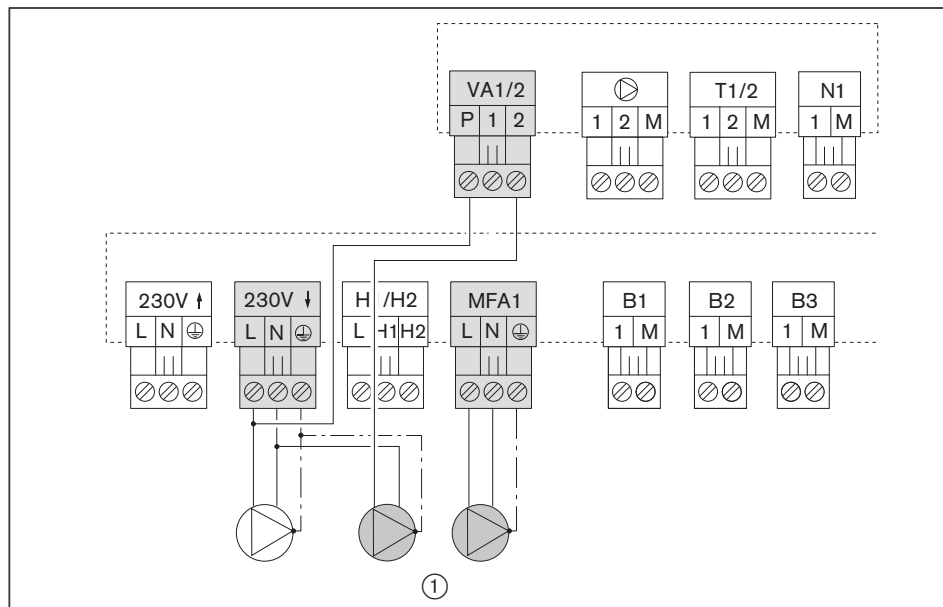 VA1/2
P 1 2
1 2 M
T1/2
1 2 M
N1
1 M
230V
L N
230V
L N
H1/H2
L H1 H2
MFA1
L N
B1
1 M
B2
1 M
B3
1 M
1